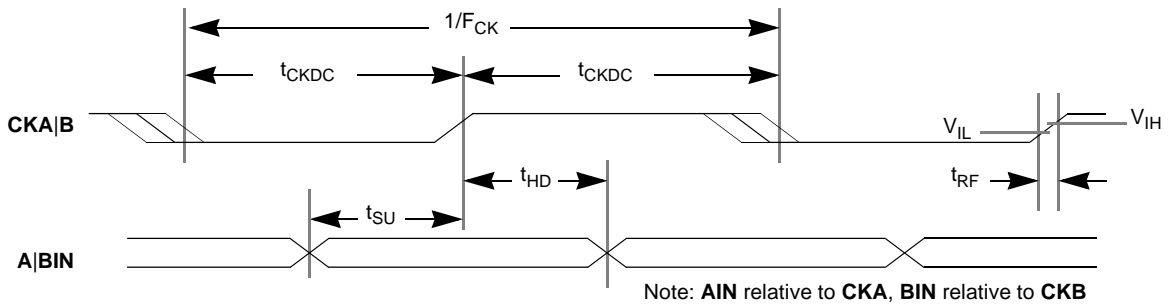 1/FCK
tCKDC
tCKDC
CKA|B
VIL
VIH
tHD
tRF
tSU
A|BIN
Note: AIN relative to CKA, BIN relative to CKB